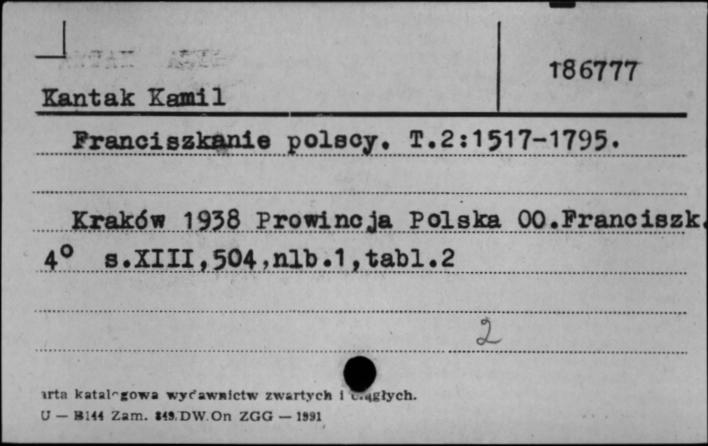 186777
Kantak Kamil
Franciszkanie polscy. T.2:1517-1795.
Kraków 1938 Prowincja Polska OO.Franciszk.
4° s.XIII,504,nlb.1,tabl.2
2
arta katalogowa wydawnictw zwartych i ciągłych.
U — B144 Zam. 849.DW.On ZGG — 1991